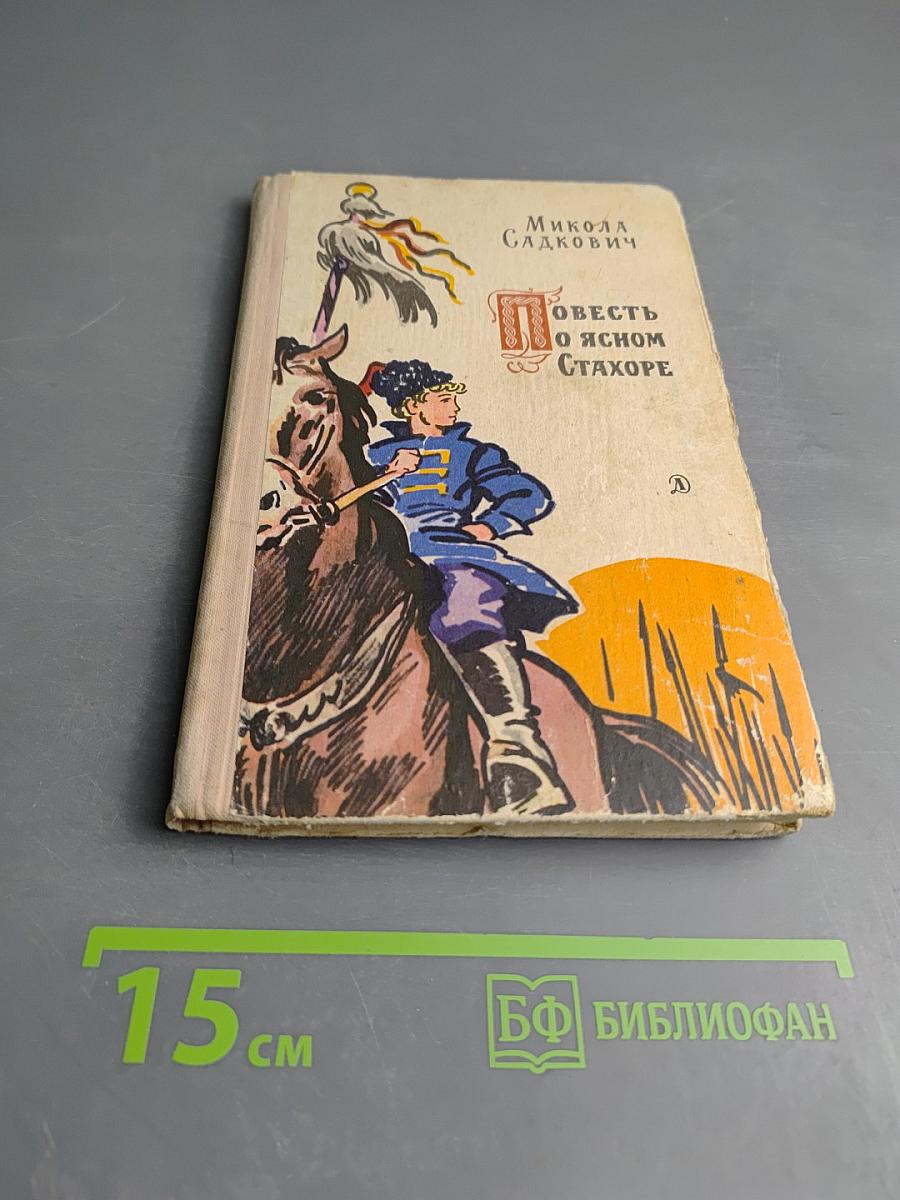 Микола
Садкович
Повесть
о ясном
Стахоре
Д
15 см
БФ БИБЛИОФАН